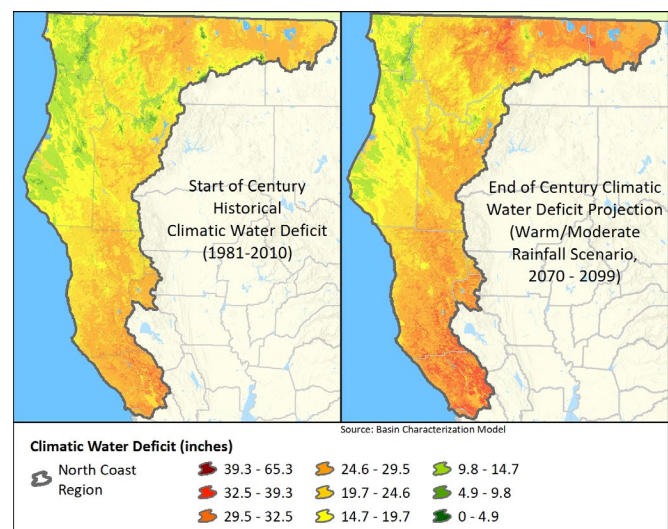 Start of Century
Historical
Climatic Water Deficit
(1981-2010)
End of Century Climatic
Water Deficit Projection
(Warm/Moderate
Rainfall Scenario,
2070 - 2099)
Source: Basin Characterization Model
Climatic Water Deficit (inches)
North Coast
Region
39.3 - 65.3
32.5 - 39.3
29.5 - 32.5
24.6 - 29.5
19.7 - 24.6
14.7 - 19.7
9.8 - 14.7
4.9 - 9.8
0 - 4.9